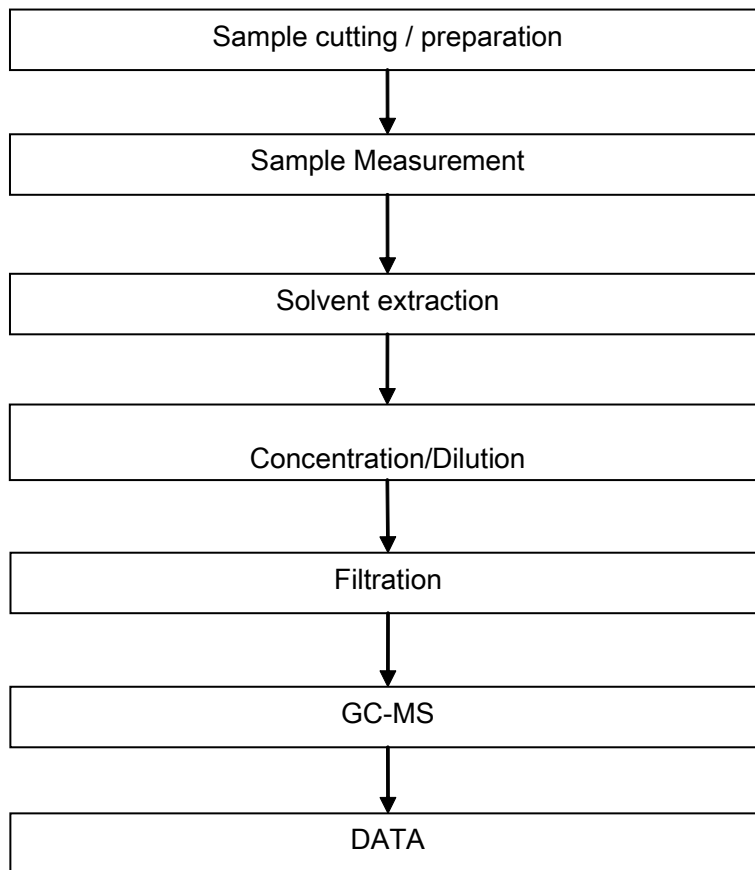 Sample cutting / preparation
Sample Measurement
Solvent extraction
Concentration/Dilution
Filtration
GC-MS
DATA